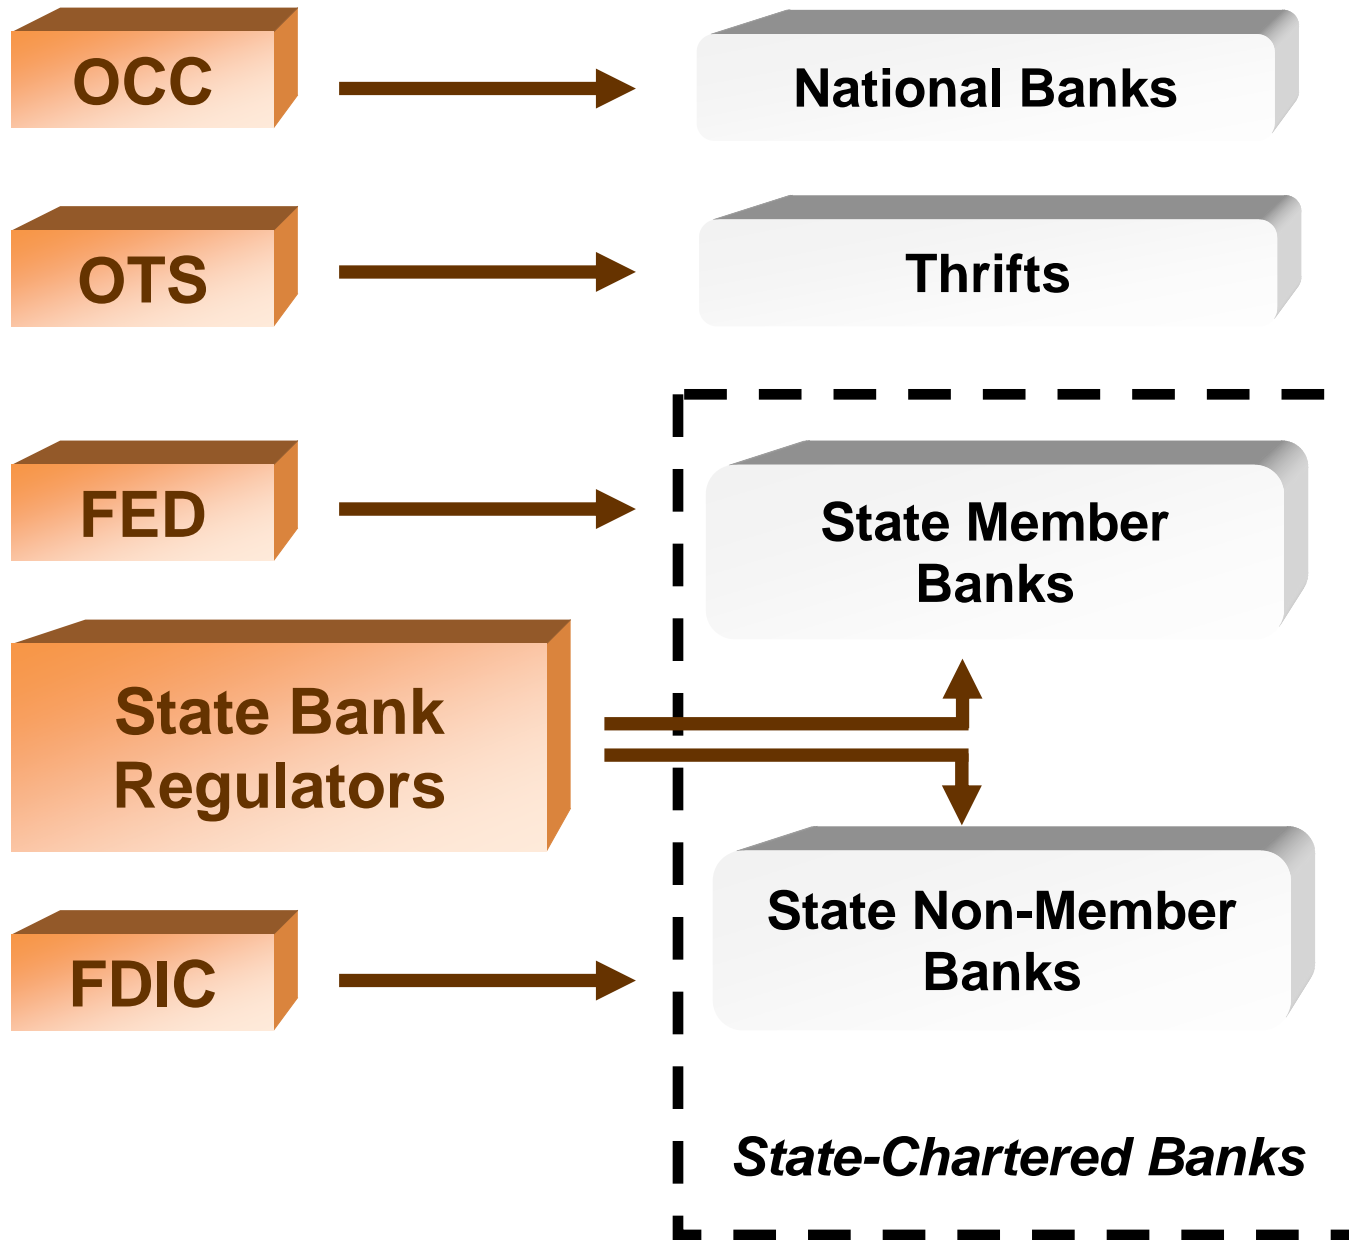 OCC
National Banks
OTS
Thrifts
FED
State Member
Banks
State Bank
Regulators
State Non-Member
Banks
FDIC
State-Chartered Banks